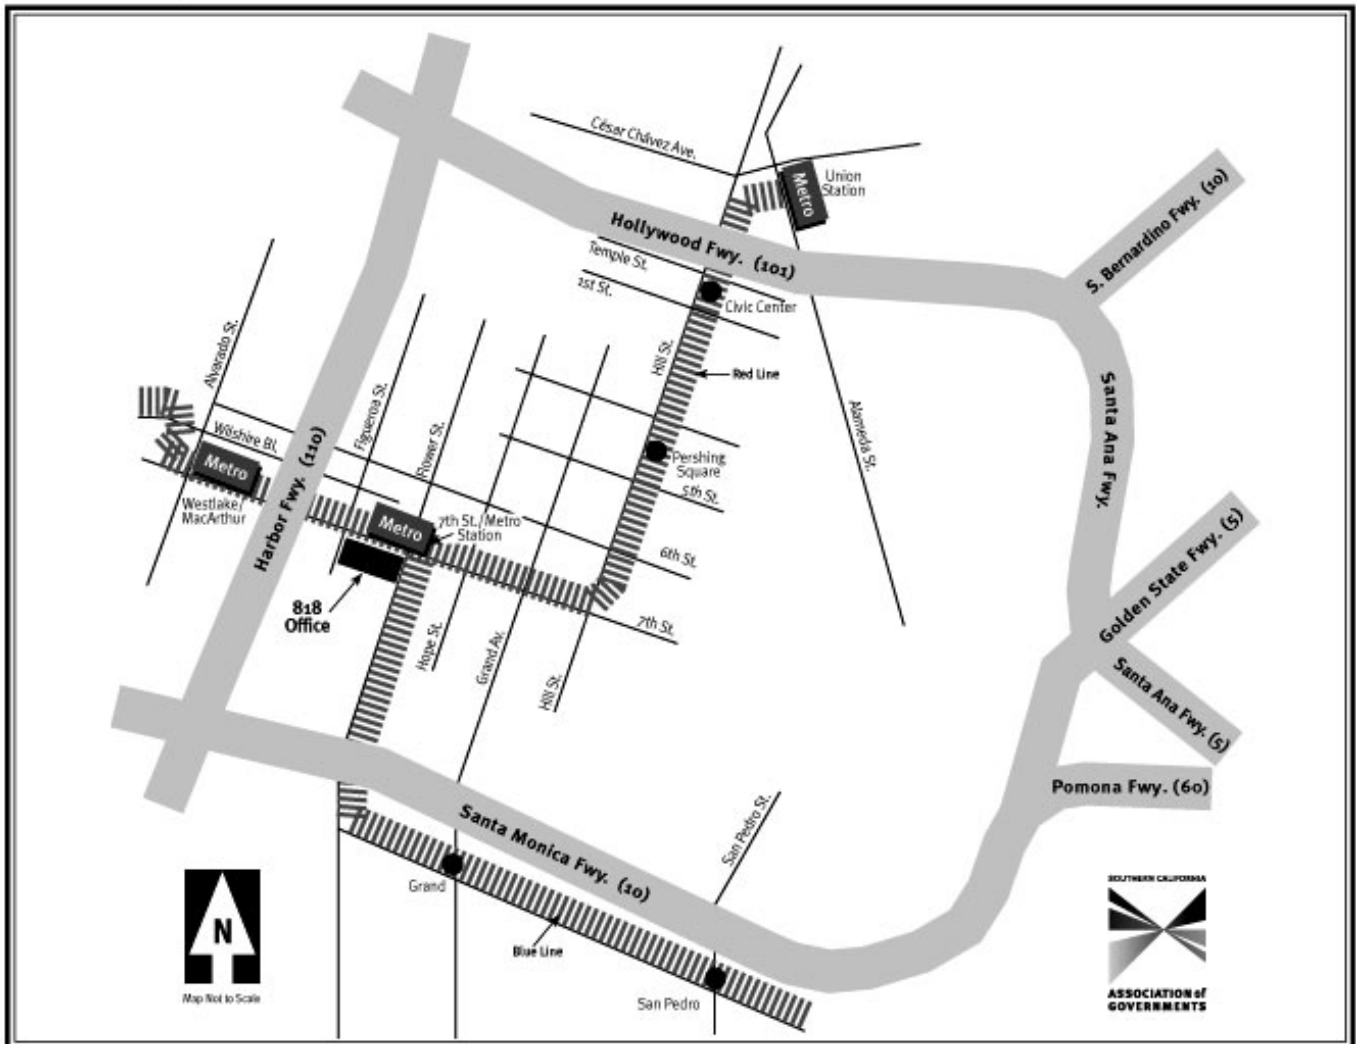 César Chávez Ave.
Metro
Union
Station
S. Bernardino Fwy. (10)
Hollywood Fwy. (101)
Temple St.
1st St.
Civic Center
Alvarado St.
Hill St.
Red Line
Santa Ana Fwy.
Figueroa St.
Flower St.
Alameda St.
Wilshire Bl.
Harbor Fwy. (110)
Metro
Westlake/
MacArthur
Pershing
Square
5th St.
Metro
7th St./Metro
Station
6th St.
Golden State Fwy. (5)
818
Office
7th St.
Hope St.
Grand Av.
Hill St.
Santa Ana Fwy. (5)
Pomona Fwy. (60)
Santa Monica Fwy. (10)
San Pedro St.
Grand
Blue Line
San Pedro
N
Map Not to Scale
SOUTHERN CALIFORNIA
ASSOCIATION of
GOVERNMENTS